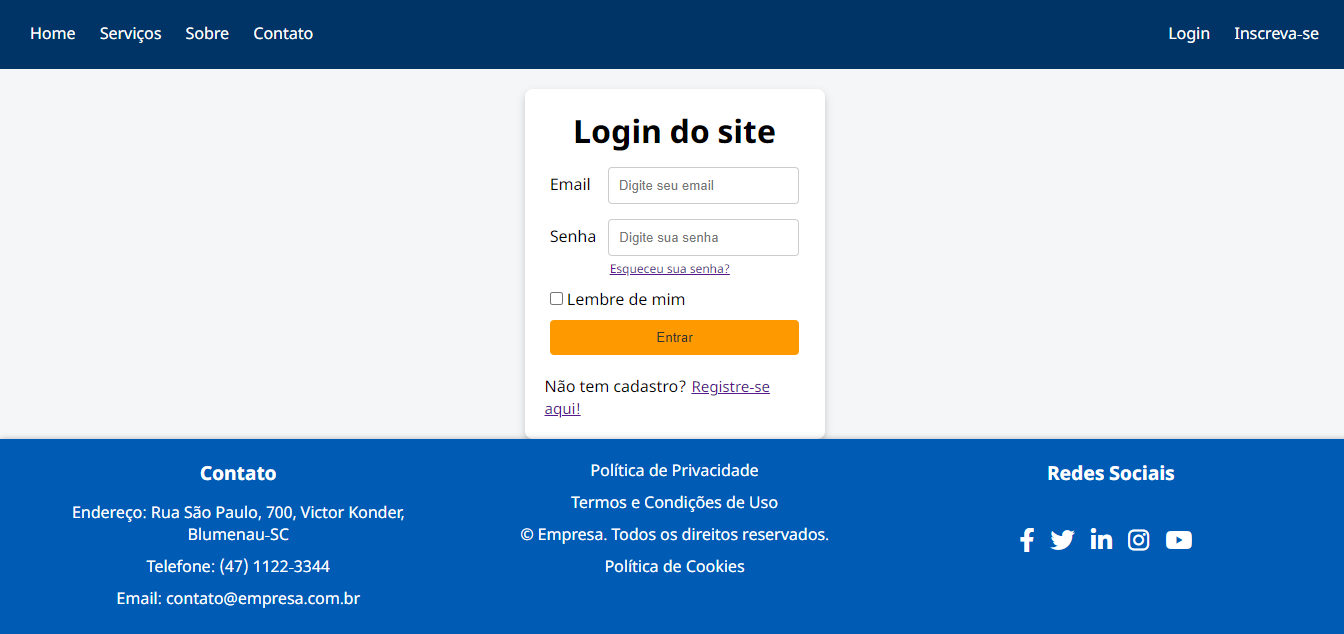 Home Serviços Sobre Contato Login Inscreva-se
Login do site
Email Digite seu email
Senha Digite sua senha
Esqueceu sua senha?
Lembre de mim
Entrar
Não tem cadastro? Registre-se
aqui!
Contato
Endereço: Rua São Paulo, 700, Victor Konder,
Blumenau-SC
Telefone: (47) 1122-3344
Email: contato@empresa.com.br
Política de Privacidade
Termos e Condições de Uso
© Empresa. Todos os direitos reservados.
Política de Cookies
Redes Sociais